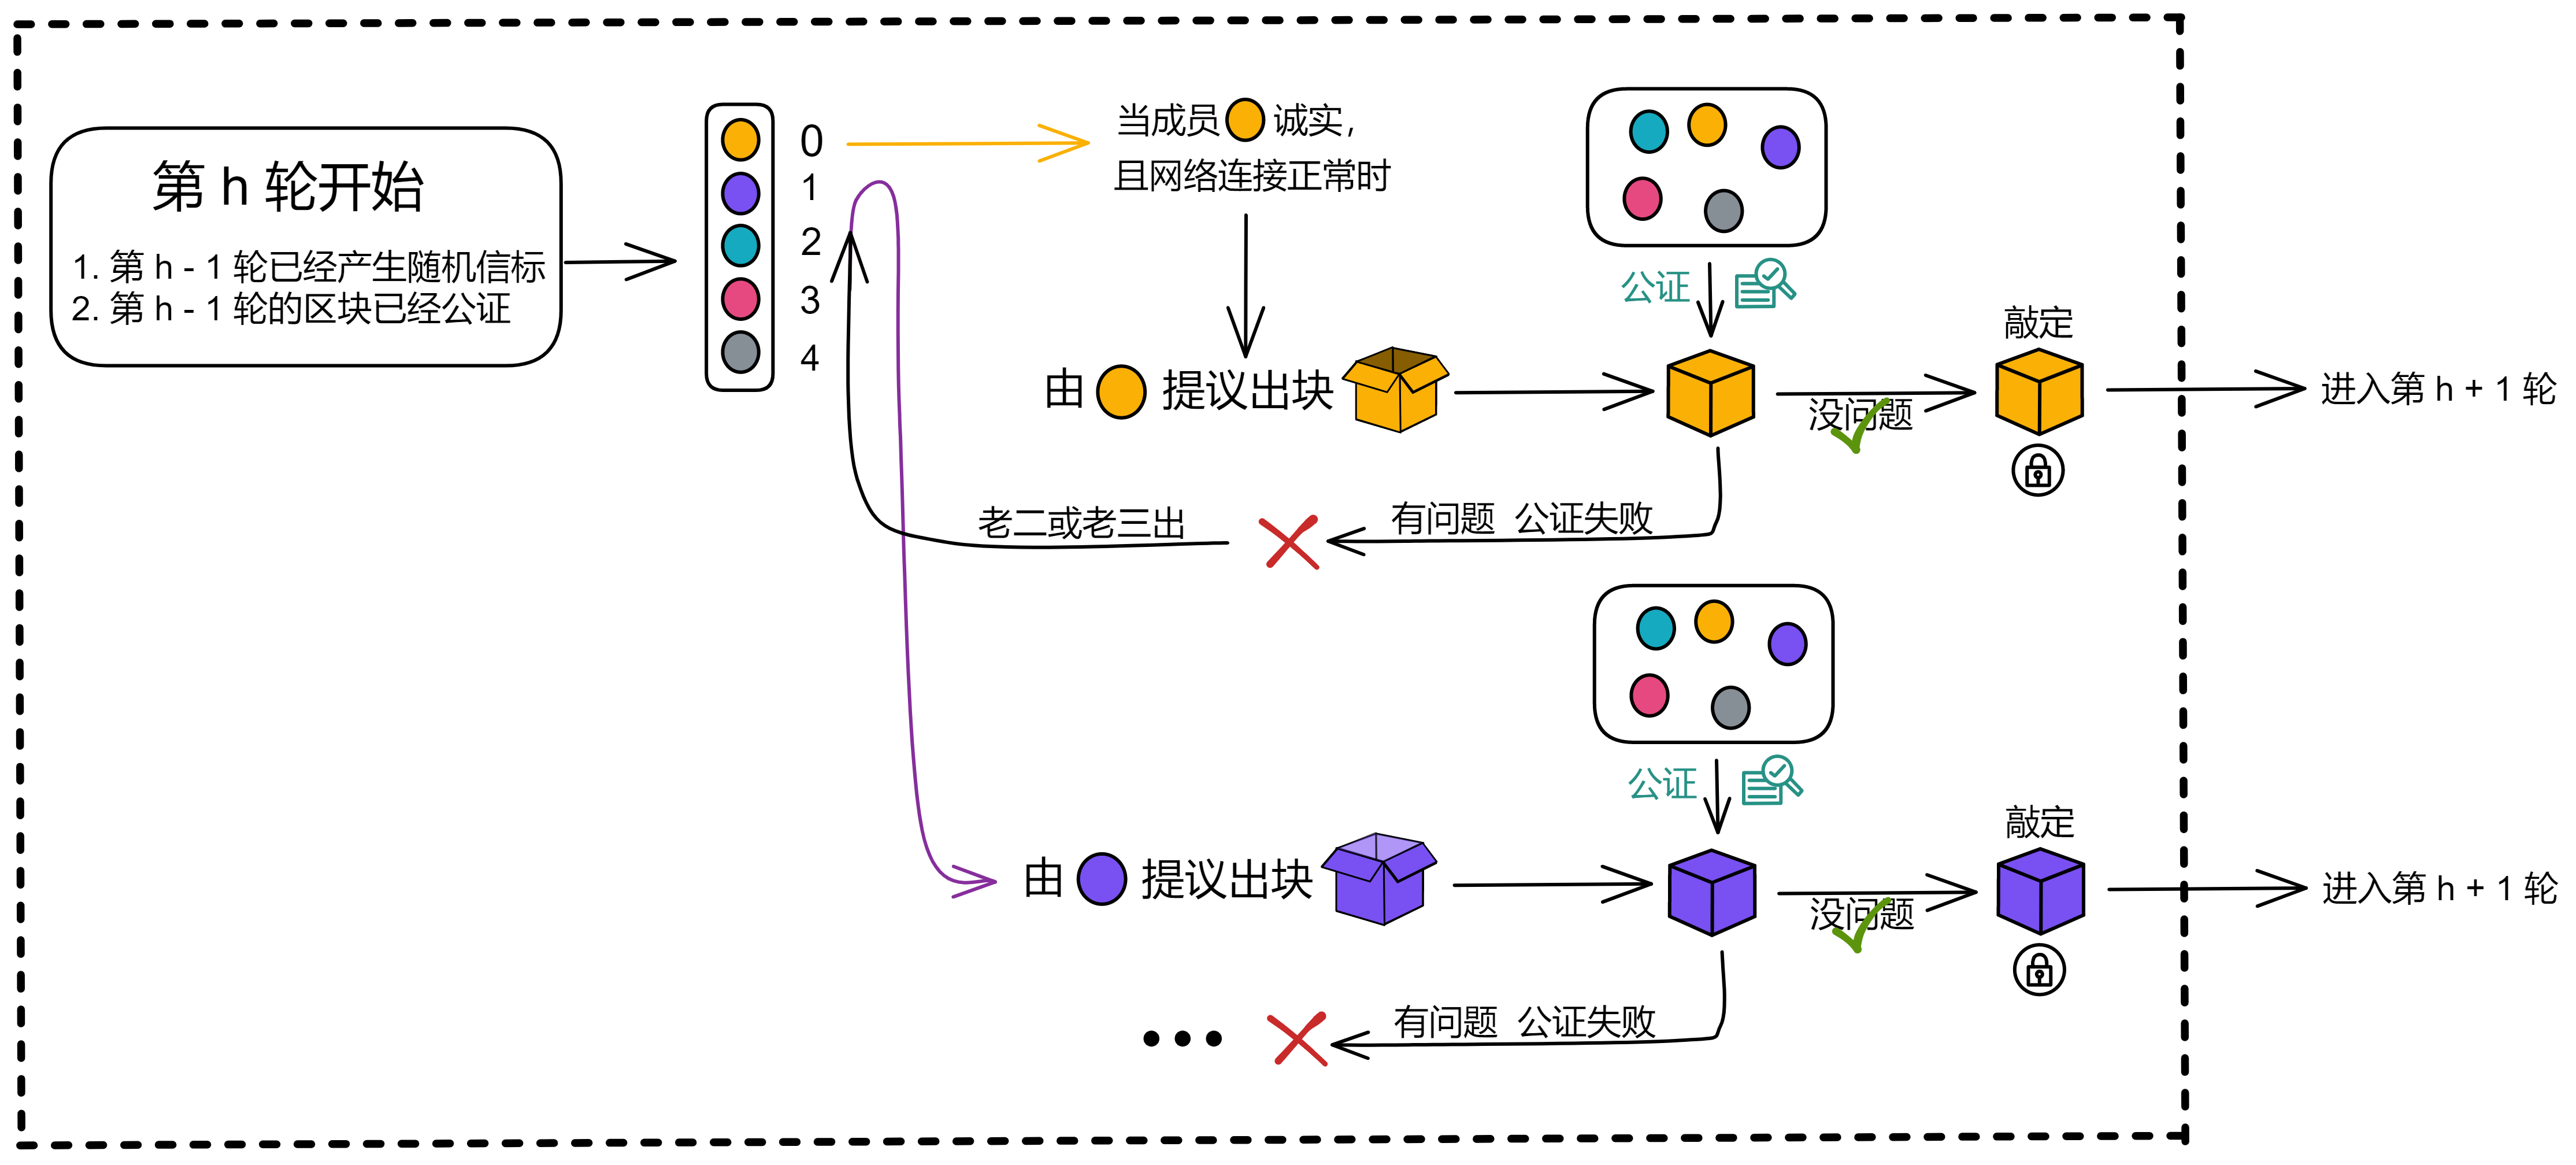 第 h 轮开始
1. 第 h - 1 轮已经产生随机信标
2. 第 h - 1 轮的区块已经公证
0
1
2
3
4
当成员 诚实,
且网络连接正常时
公证
由 提议出块
没问题
敲定
进入第 h + 1 轮
有问题 公证失败
老二或老三出
公证
由 提议出块
没问题
敲定
进入第 h + 1 轮
有问题 公证失败